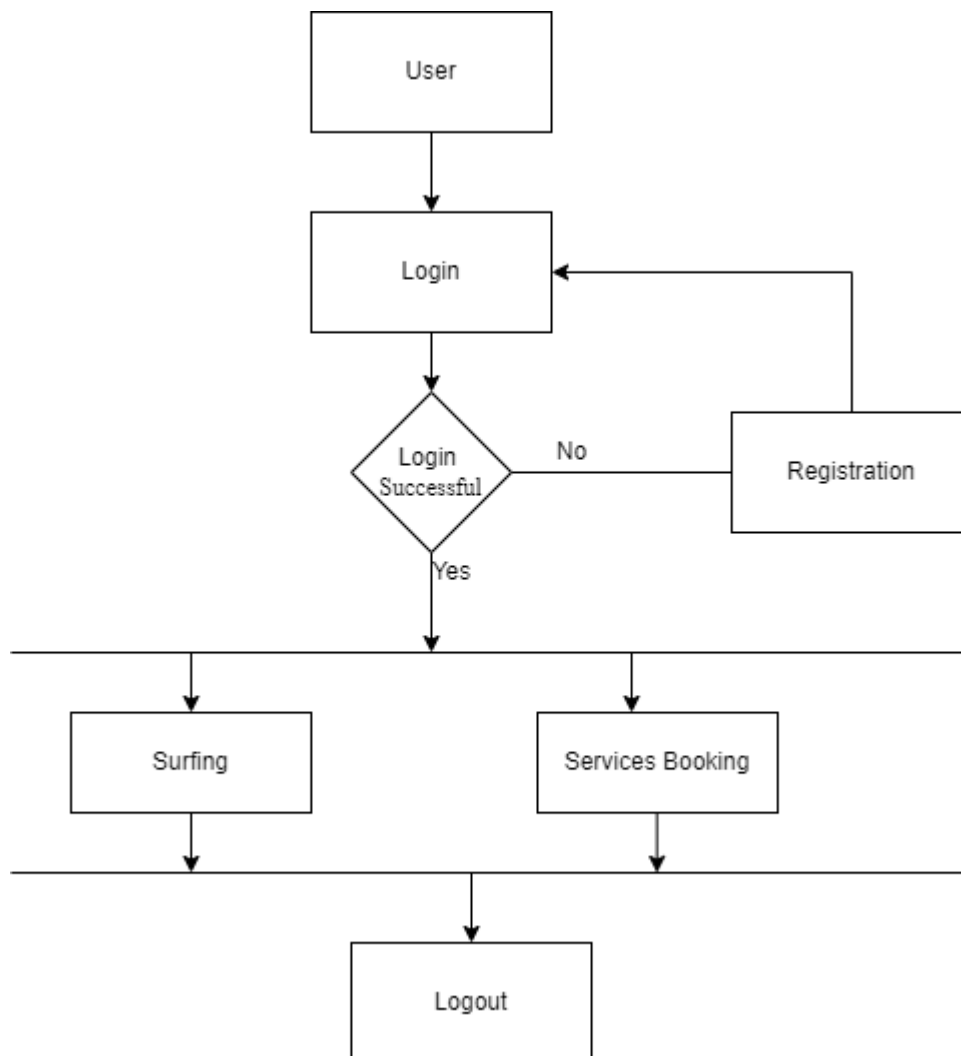 User
Login
Login
Successful
No
Registration
Yes
Surfing
Services Booking
Logout